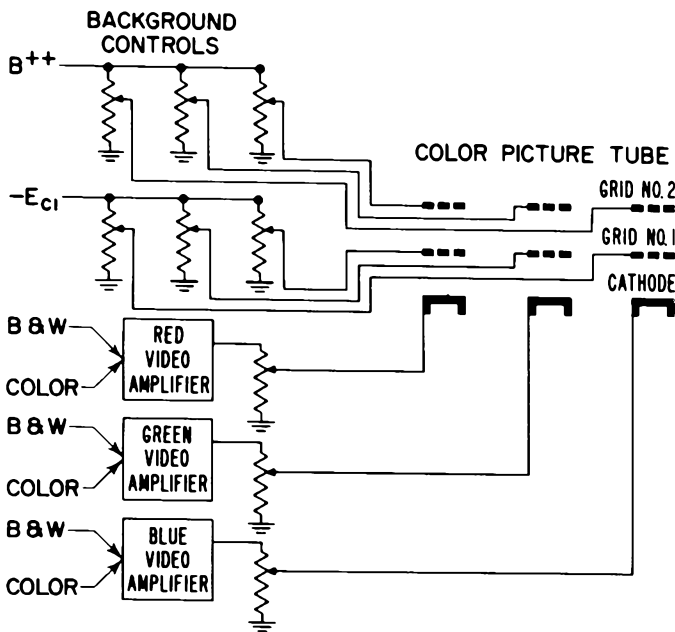 BACKGROUND
CONTROLS
B++
COLOR PICTURE TUBE
GRID NO.2
-EC1
GRID NO.1
CATHODE
B & W
COLOR
RED
VIDEO
AMPLIFIER
B & W
COLOR
GREEN
VIDEO
AMPLIFIER
B & W
COLOR
BLUE
VIDEO
AMPLIFIER